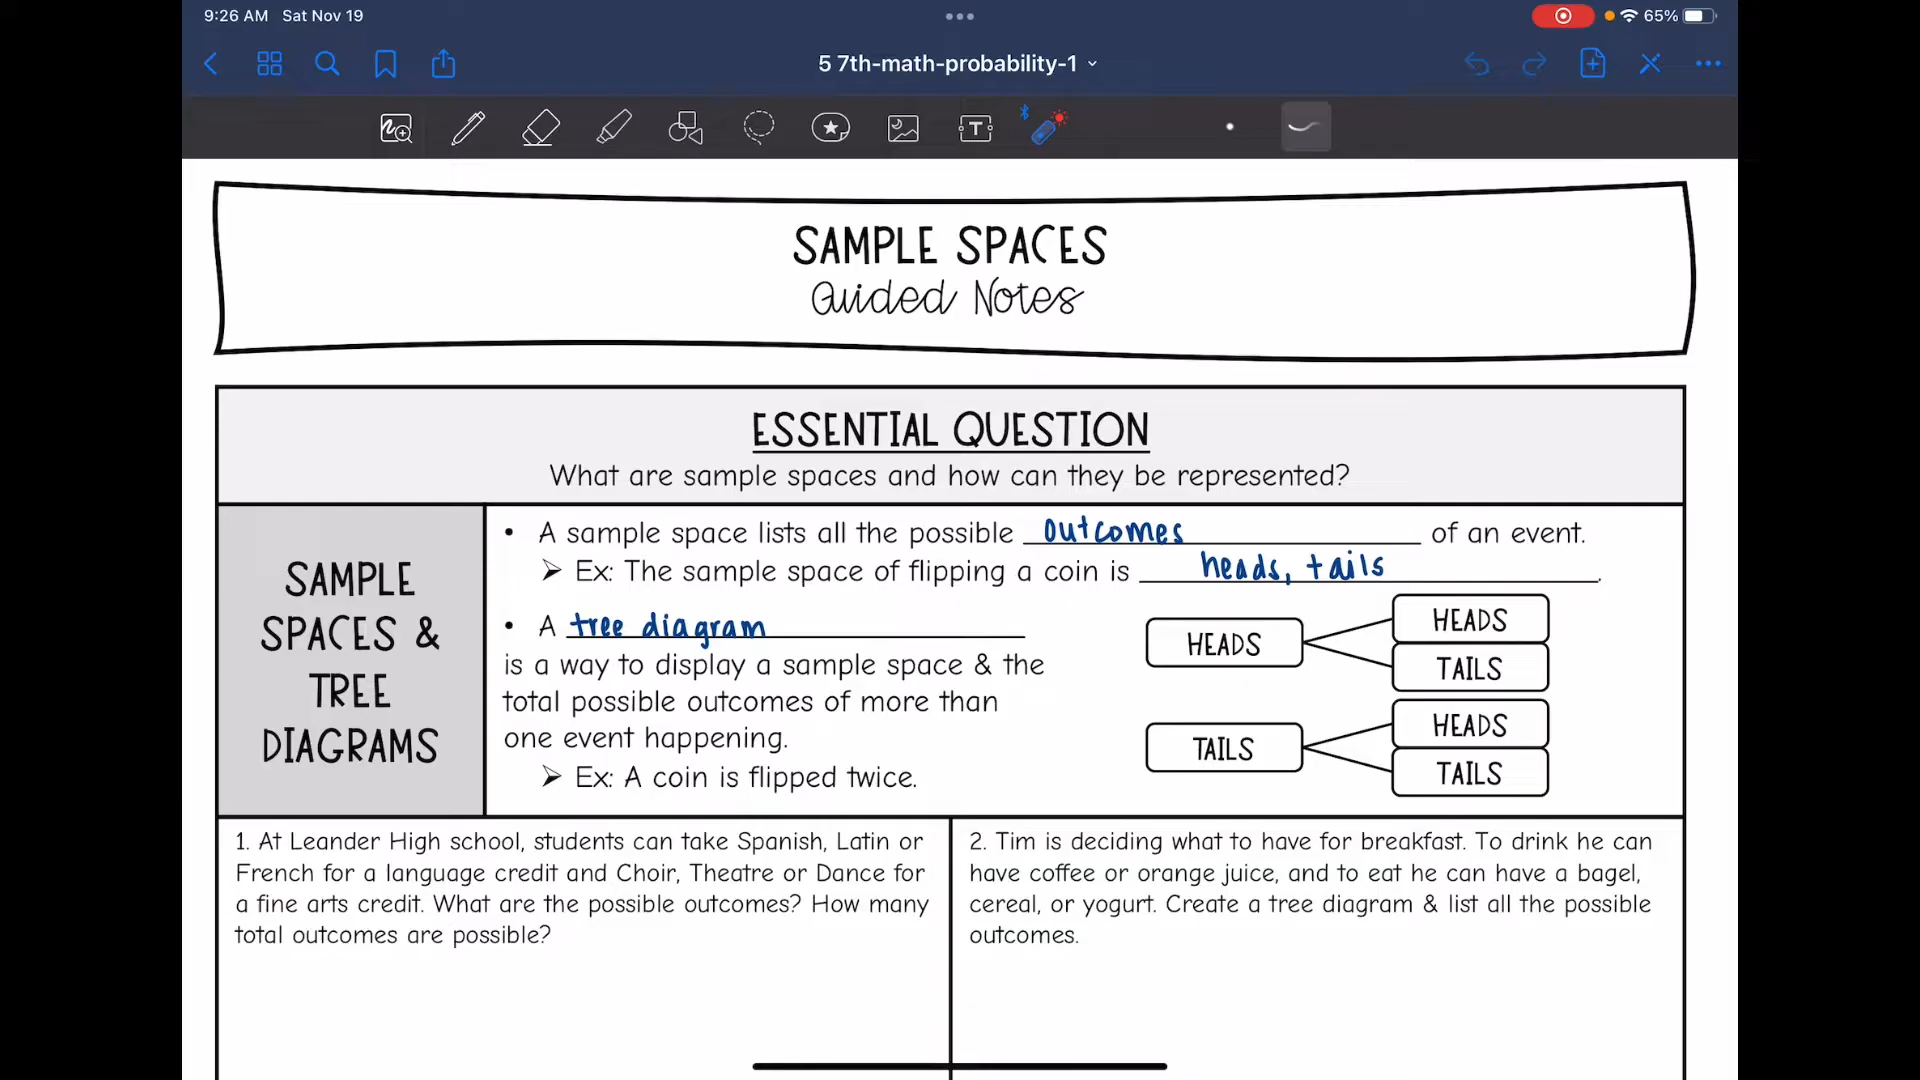 9:26 AM Sat Nov 19
65%
5 7th-math-probability-1
T
SAMPLE SPACES
Guided Notes
ESSENTIAL QUESTION
What are sample spaces and how can they be represented?
SAMPLE
SPACES &
TREE
DIAGRAMS
• A sample space lists all the possible outcomes of an event.
➢ Ex: The sample space of flipping a coin is heads, tails.
• A tree diagram
is a way to display a sample space & the
total possible outcomes of more than
one event happening.
➢ Ex: A coin is flipped twice.
HEADS
HEADS
TAILS
TAILS
HEADS
TAILS
1. At Leander High school, students can take Spanish, Latin or
French for a language credit and Choir, Theatre or Dance for
a fine arts credit. What are the possible outcomes? How many
total outcomes are possible?
2. Tim is deciding what to have for breakfast. To drink he can
have coffee or orange juice, and to eat he can have a bagel,
cereal, or yogurt. Create a tree diagram & list all the possible
outcomes.